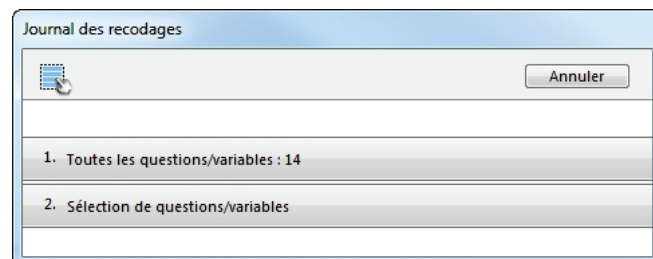 Journal des recodages
Annuler
1. Toutes les questions/variables : 14
2. Sélection de questions/variables